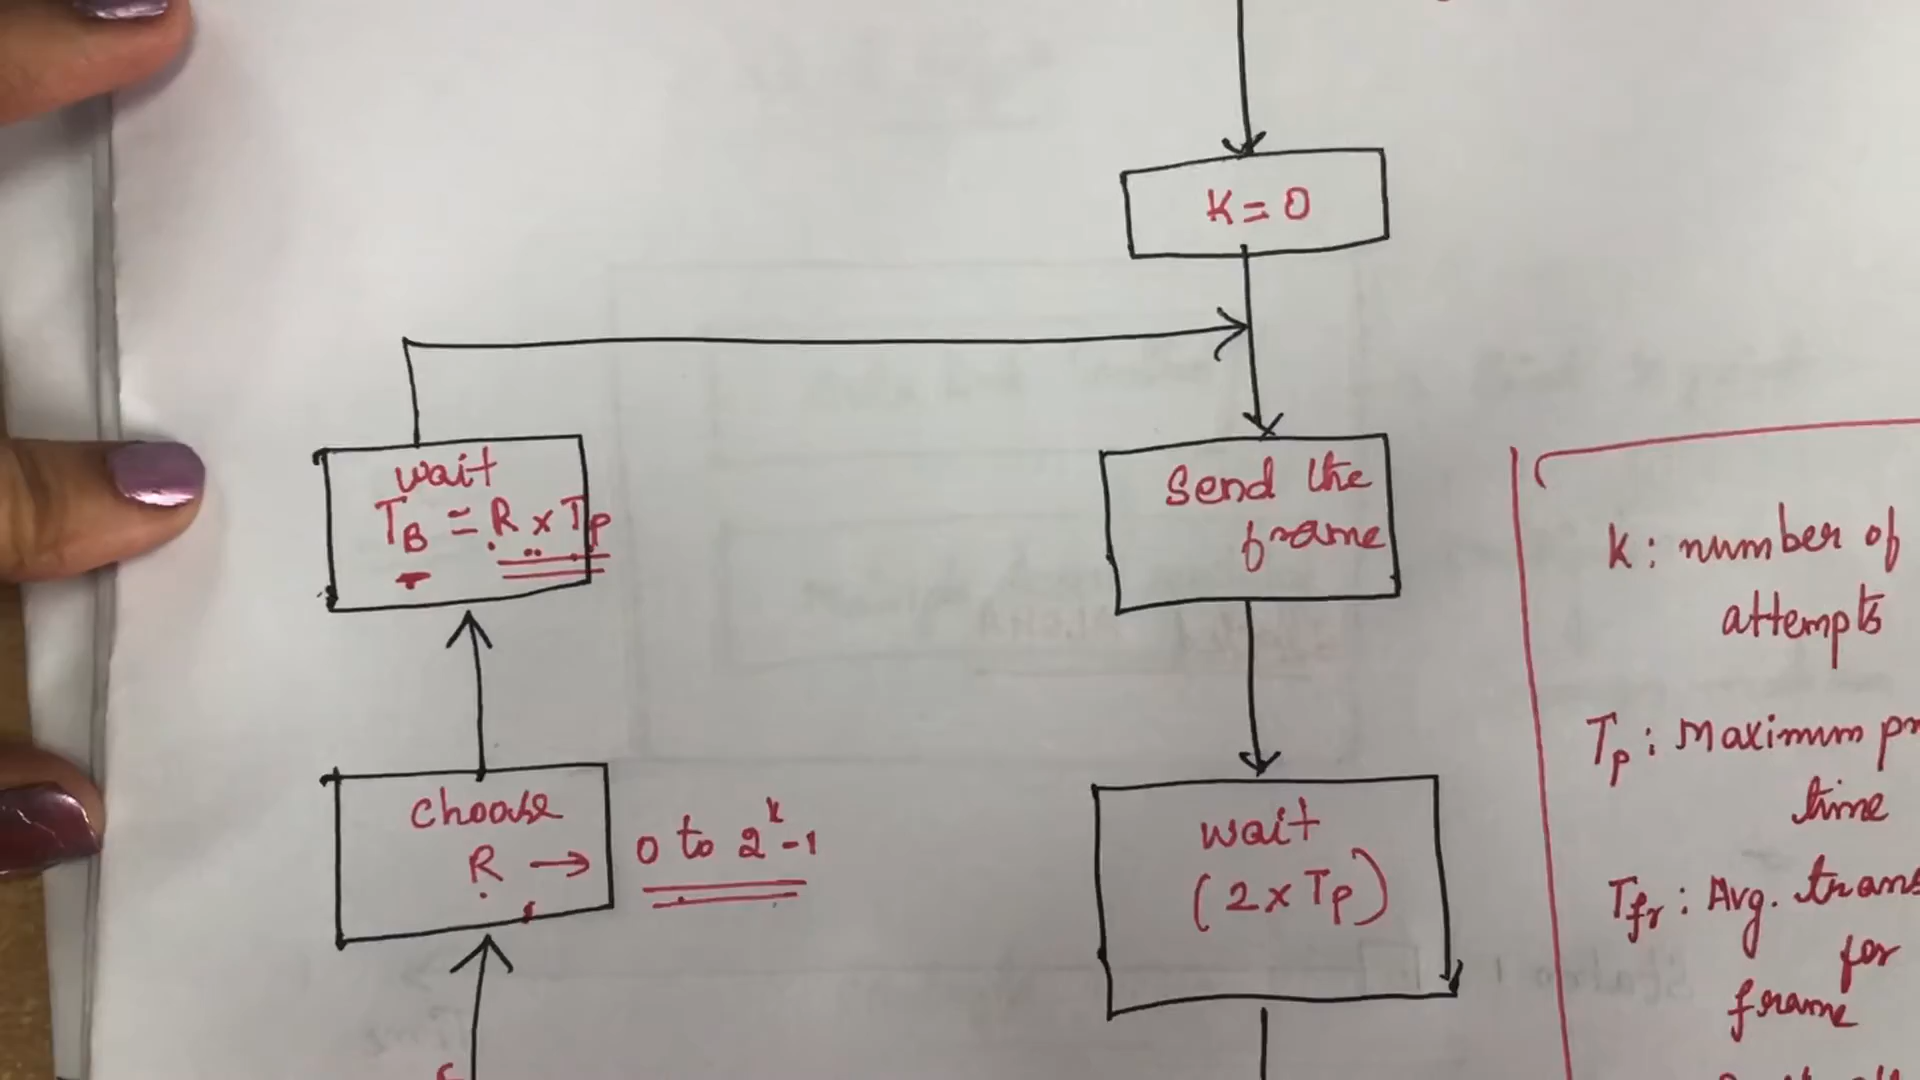 K = 0
wait
TB = R x TP
Send the
frame
choose
R → 0 to 2^k-1
wait
(2 x TP)
K : number of
attempts
Tp : Maximum
time
Tfr : Avg.
for
frame